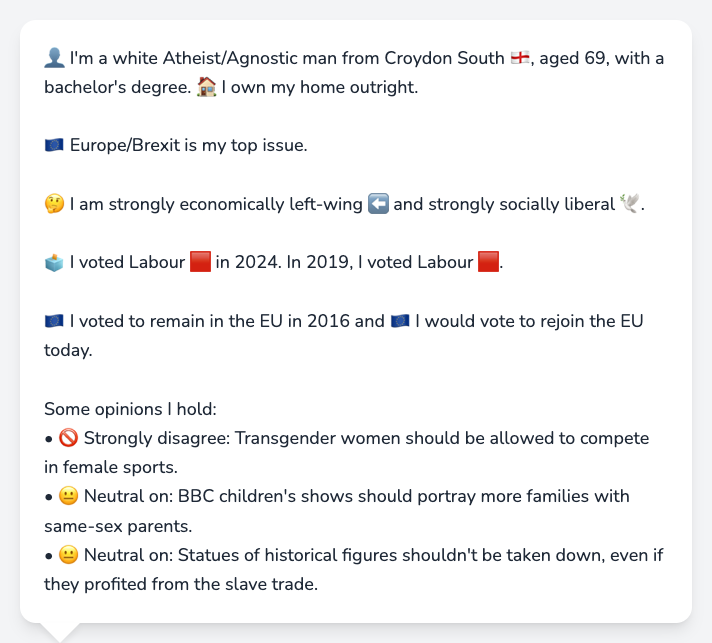 👤 I'm a white Atheist/Agnostic man from Croydon South 🏴󠁧󠁢󠁥󠁮󠁧󠁿, aged 69, with a
bachelor's degree. 🏠 I own my home outright.
🇪🇺 Europe/Brexit is my top issue.
🤔 I am strongly economically left-wing ⬅️ and strongly socially liberal 🕊️.
🗳️ I voted Labour 🟥 in 2024. In 2019, I voted Labour 🟥.
🇪🇺 I voted to remain in the EU in 2016 and 🇪🇺 I would vote to rejoin the EU
today.
Some opinions I hold:
• 🚫 Strongly disagree: Transgender women should be allowed to compete
in female sports.
• 😐 Neutral on: BBC children's shows should portray more families with
same-sex parents.
• 😐 Neutral on: Statues of historical figures shouldn't be taken down, even if
they profited from the slave trade.